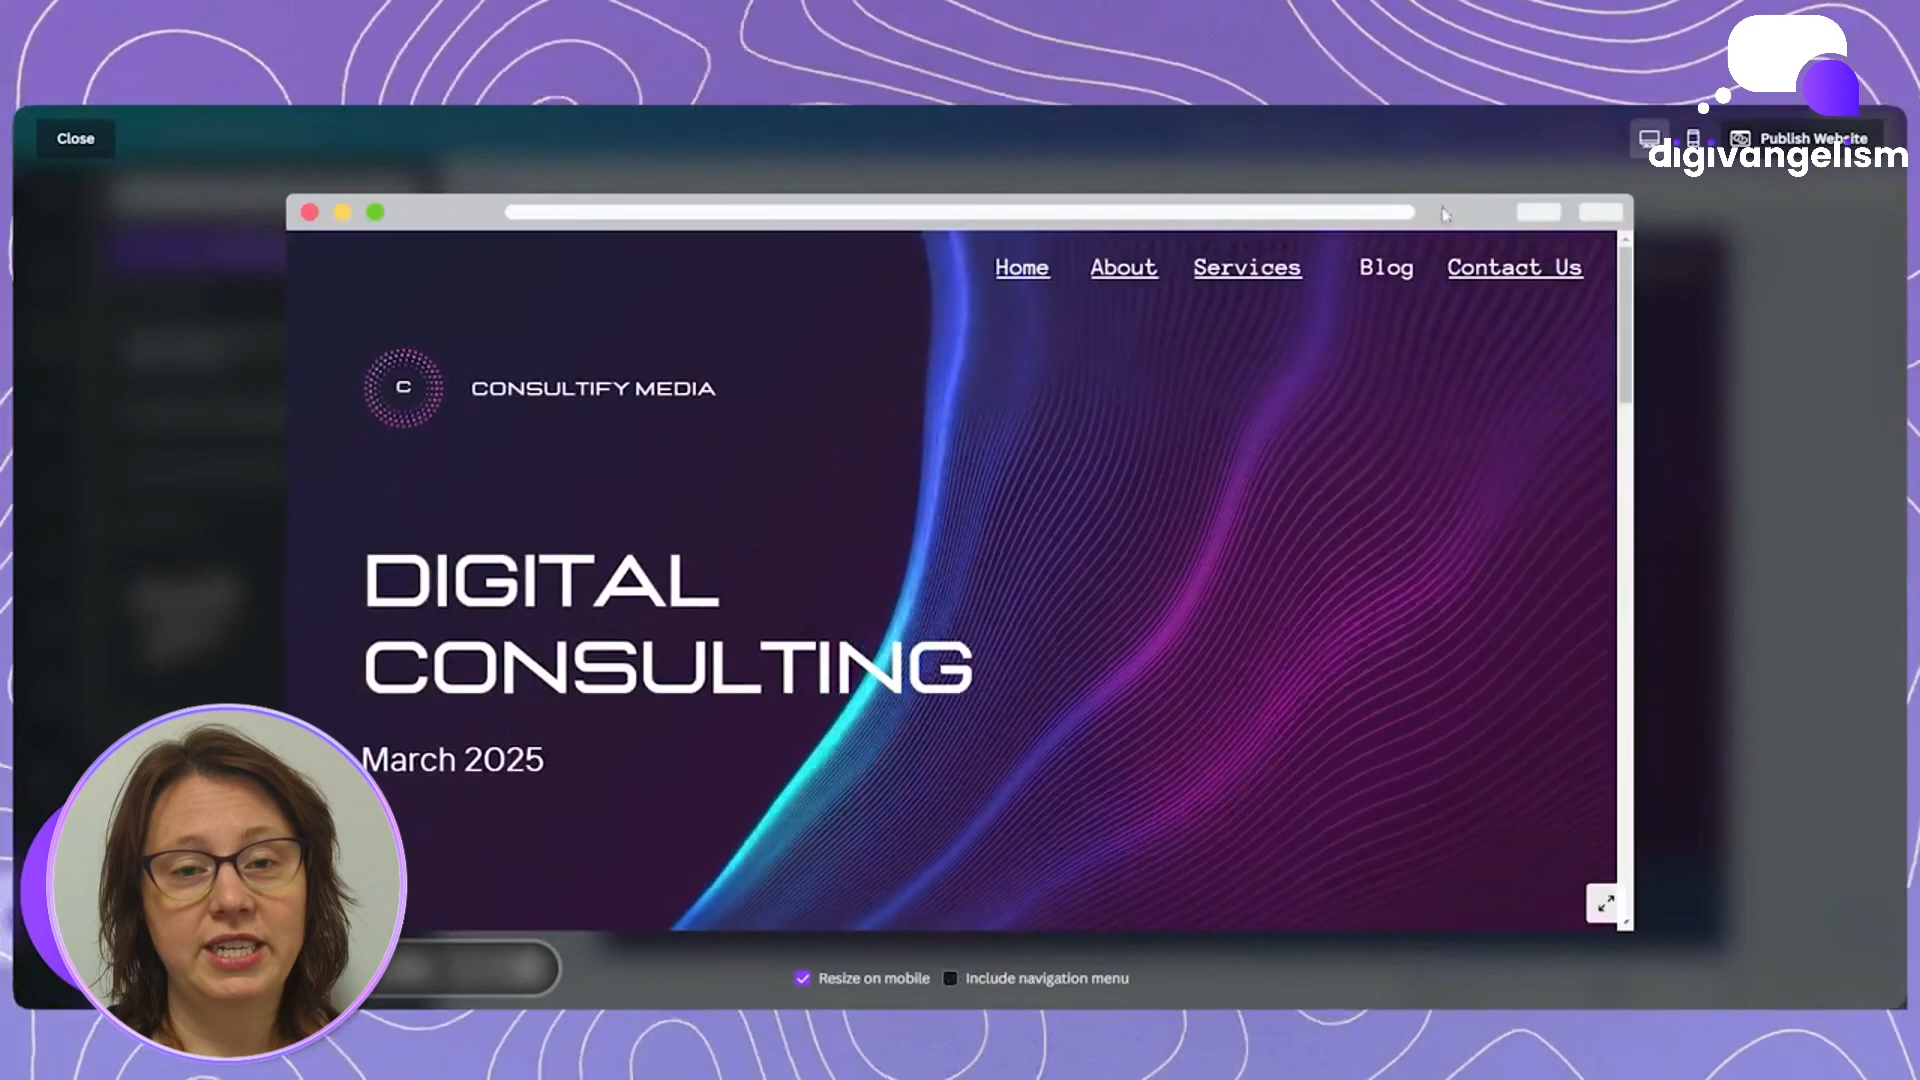 Close
Publish Website
digivangelism
Home About Services Blog Contact Us
C
CONSULTIFY MEDIA
DIGITAL
CONSULTING
March 2025
Resize on mobile Include navigation menu